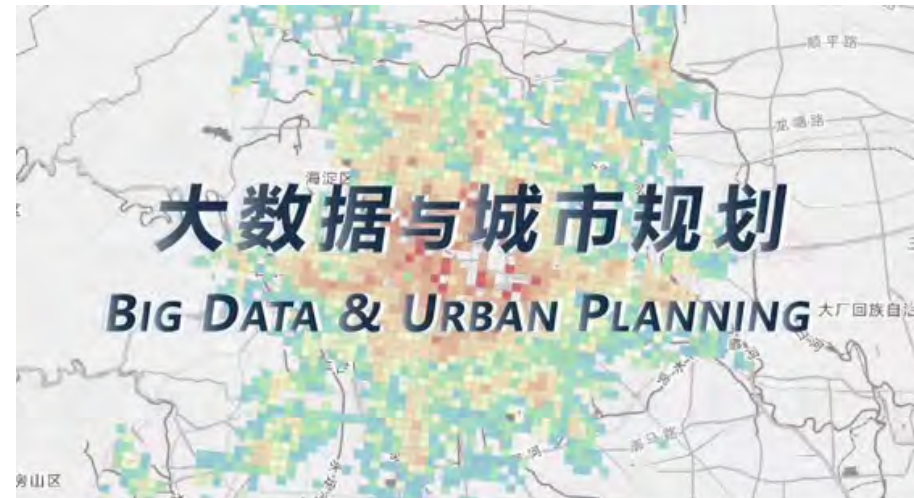 顺平路
龙塘路
海淀区
大数据与城市规划
BIG DATA & URBAN PLANNING
大厂回族自治
房山区